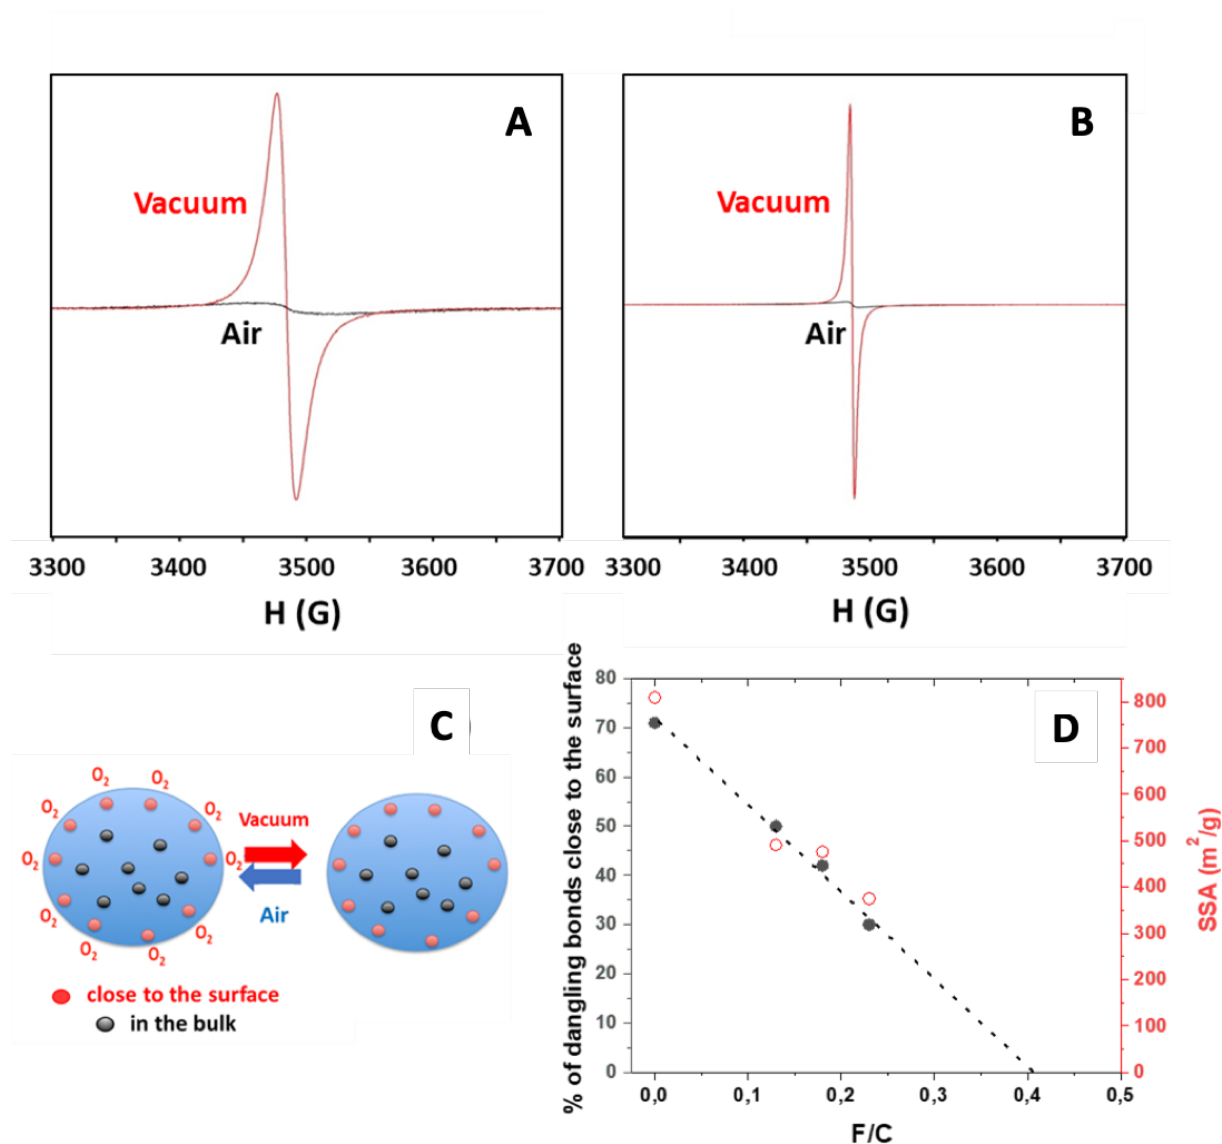 A
Vacuum
Air
3300 3400 3500 3600 3700
H (G)
B
Vacuum
Air
3300 3400 3500 3600 3700
H (G)
C
O2 O2
O2 O2
O2 O2
O2 O2
O2 O2
Vacuum
Air
close to the surface
in the bulk
D
% of dangling bonds close to the surface
80
70
60
50
40
30
20
10
0
0,0 0,1 0,2 0,3 0,4 0,5
F/C
800
700
600
500
400
300
200
100
0
SSA (m²/g)